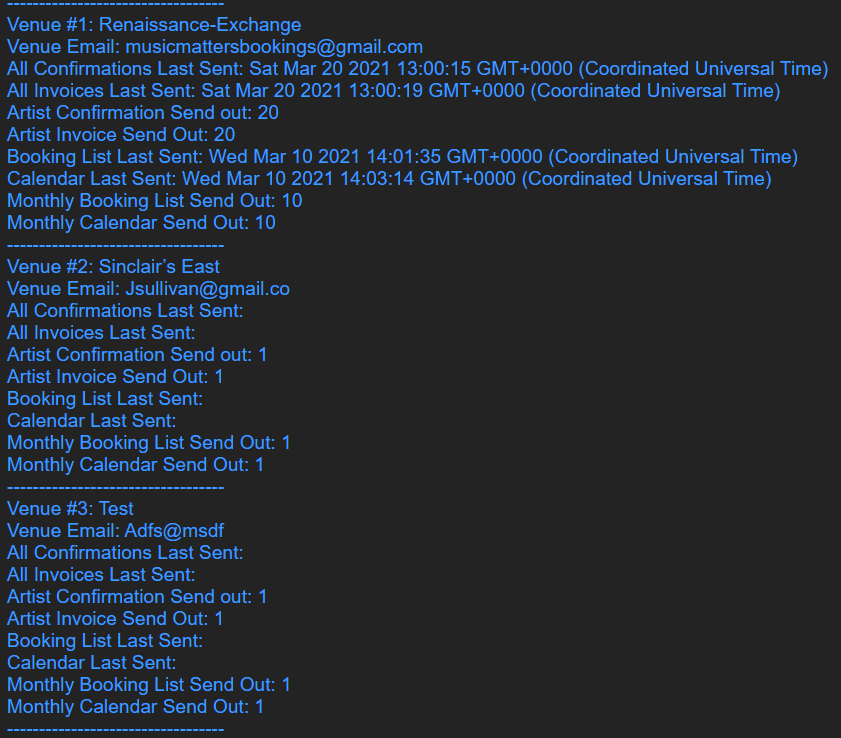 ----------------------------------
Venue #1: Renaissance-Exchange
Venue Email: musicmattersbookings@gmail.com
All Confirmations Last Sent: Sat Mar 20 2021 13:00:15 GMT+0000 (Coordinated Universal Time)
All Invoices Last Sent: Sat Mar 20 2021 13:00:19 GMT+0000 (Coordinated Universal Time)
Artist Confirmation Send out: 20
Artist Invoice Send Out: 20
Booking List Last Sent: Wed Mar 10 2021 14:01:35 GMT+0000 (Coordinated Universal Time)
Calendar Last Sent: Wed Mar 10 2021 14:03:14 GMT+0000 (Coordinated Universal Time)
Monthly Booking List Send Out: 10
Monthly Calendar Send Out: 10
----------------------------------
Venue #2: Sinclair’s East
Venue Email: Jsullivan@gmail.co
All Confirmations Last Sent:
All Invoices Last Sent:
Artist Confirmation Send out: 1
Artist Invoice Send Out: 1
Booking List Last Sent:
Calendar Last Sent:
Monthly Booking List Send Out: 1
Monthly Calendar Send Out: 1
----------------------------------
Venue #3: Test
Venue Email: Adfs@msdf
All Confirmations Last Sent:
All Invoices Last Sent:
Artist Confirmation Send out: 1
Artist Invoice Send Out: 1
Booking List Last Sent:
Calendar Last Sent:
Monthly Booking List Send Out: 1
Monthly Calendar Send Out: 1
----------------------------------